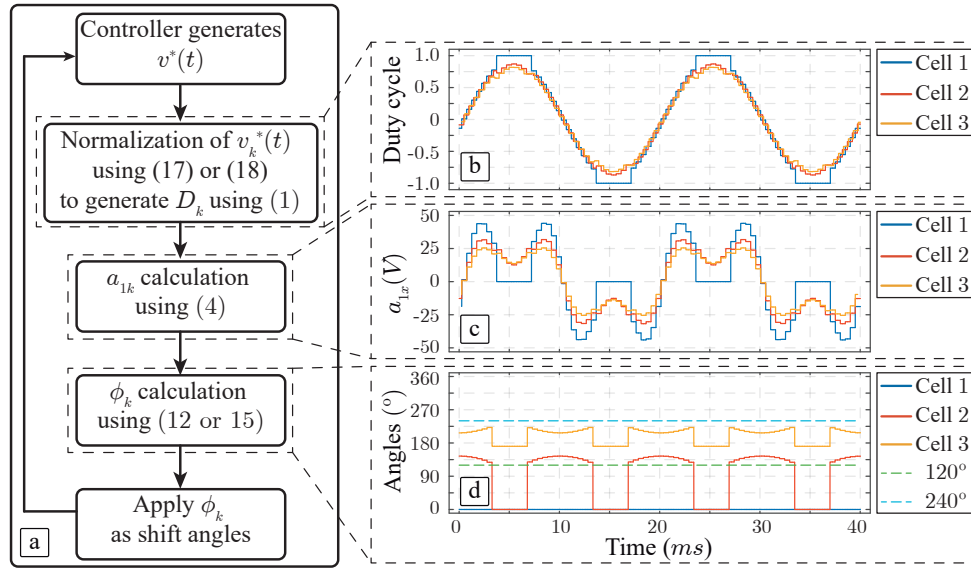 Controller generates
v*(t)
Normalization of v_k*(t)
using (17) or (18)
to generate D_k using (1)
a_{1k} calculation
using (4)
ϕ_k calculation
using (12 or 15)
Apply ϕ_k
as shift angles
a
Duty cycle
1.0
0.5
0
-0.5
-1.0
b
Cell 1
Cell 2
Cell 3
a_{1x}(V)
50
25
0
-25
-50
c
Cell 1
Cell 2
Cell 3
Angles (°)
360
270
180
90
0
d
0 10 20 30 40
Time (ms)
Cell 1
Cell 2
Cell 3
120°
240°